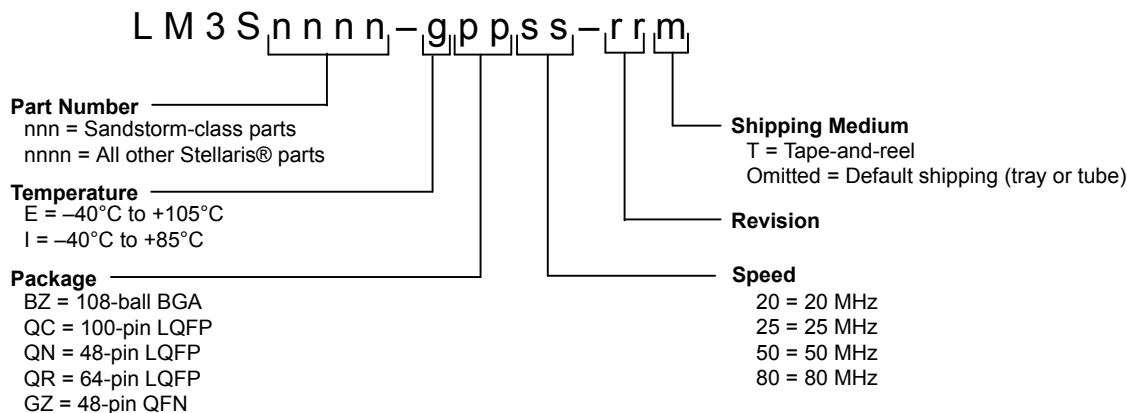 LM3Snnnn–gppss–rrm
Part Number
nnn = Sandstorm-class parts
nnnn = All other Stellaris® parts
Temperature
E = –40°C to +105°C
I = –40°C to +85°C
Package
BZ = 108-ball BGA
QC = 100-pin LQFP
QN = 48-pin LQFP
QR = 64-pin LQFP
GZ = 48-pin QFN
Shipping Medium
T = Tape-and-reel
Omitted = Default shipping (tray or tube)
Revision
Speed
20 = 20 MHz
25 = 25 MHz
50 = 50 MHz
80 = 80 MHz